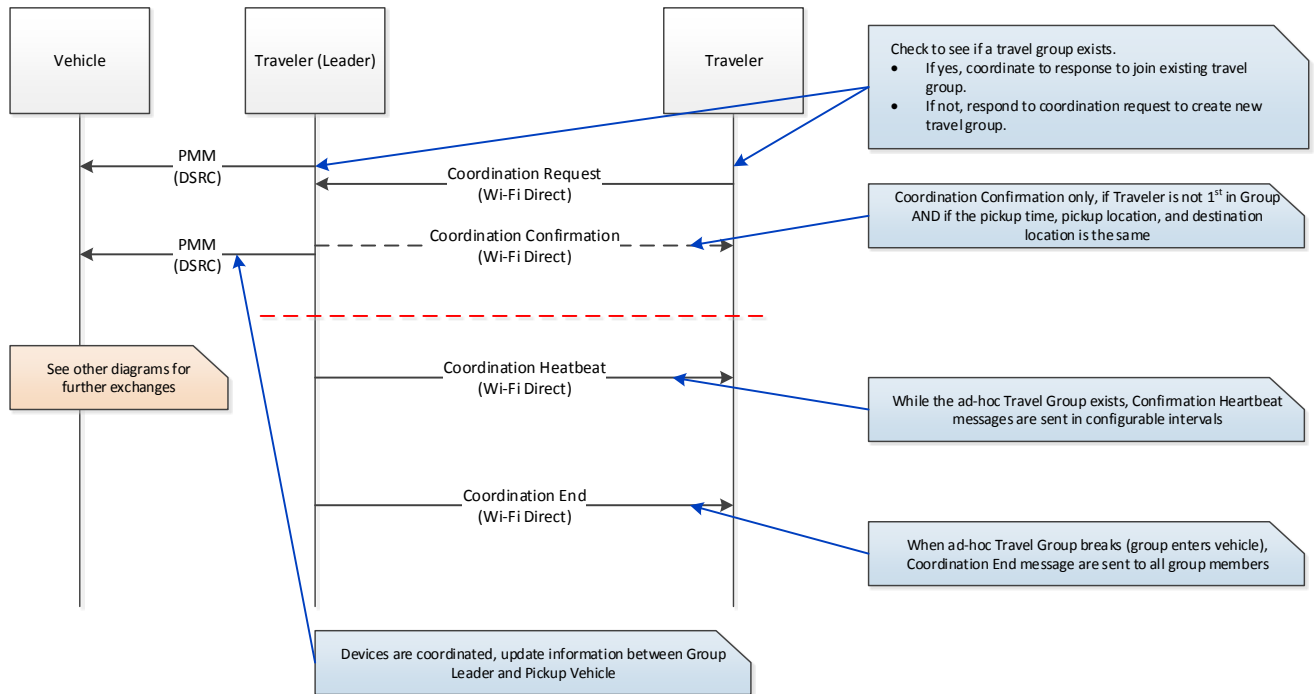 Vehicle
Traveler (Leader)
Traveler
Check to see if a travel group exists.
• If yes, coordinate to response to join existing travel
group.
• If not, respond to coordination request to create new
travel group.
PMM
(DSRC)
Coordination Request
(Wi-Fi Direct)
Coordination Confirmation only, if Traveler is not 1st in Group
AND if the pickup time, pickup location, and destination
location is the same
PMM
(DSRC)
Coordination Confirmation
(Wi-Fi Direct)
See other diagrams for
further exchanges
Coordination Heatbeat
(Wi-Fi Direct)
While the ad-hoc Travel Group exists, Confirmation Heartbeat
messages are sent in configurable intervals
Coordination End
(Wi-Fi Direct)
When ad-hoc Travel Group breaks (group enters vehicle),
Coordination End message are sent to all group members
Devices are coordinated, update information between Group
Leader and Pickup Vehicle